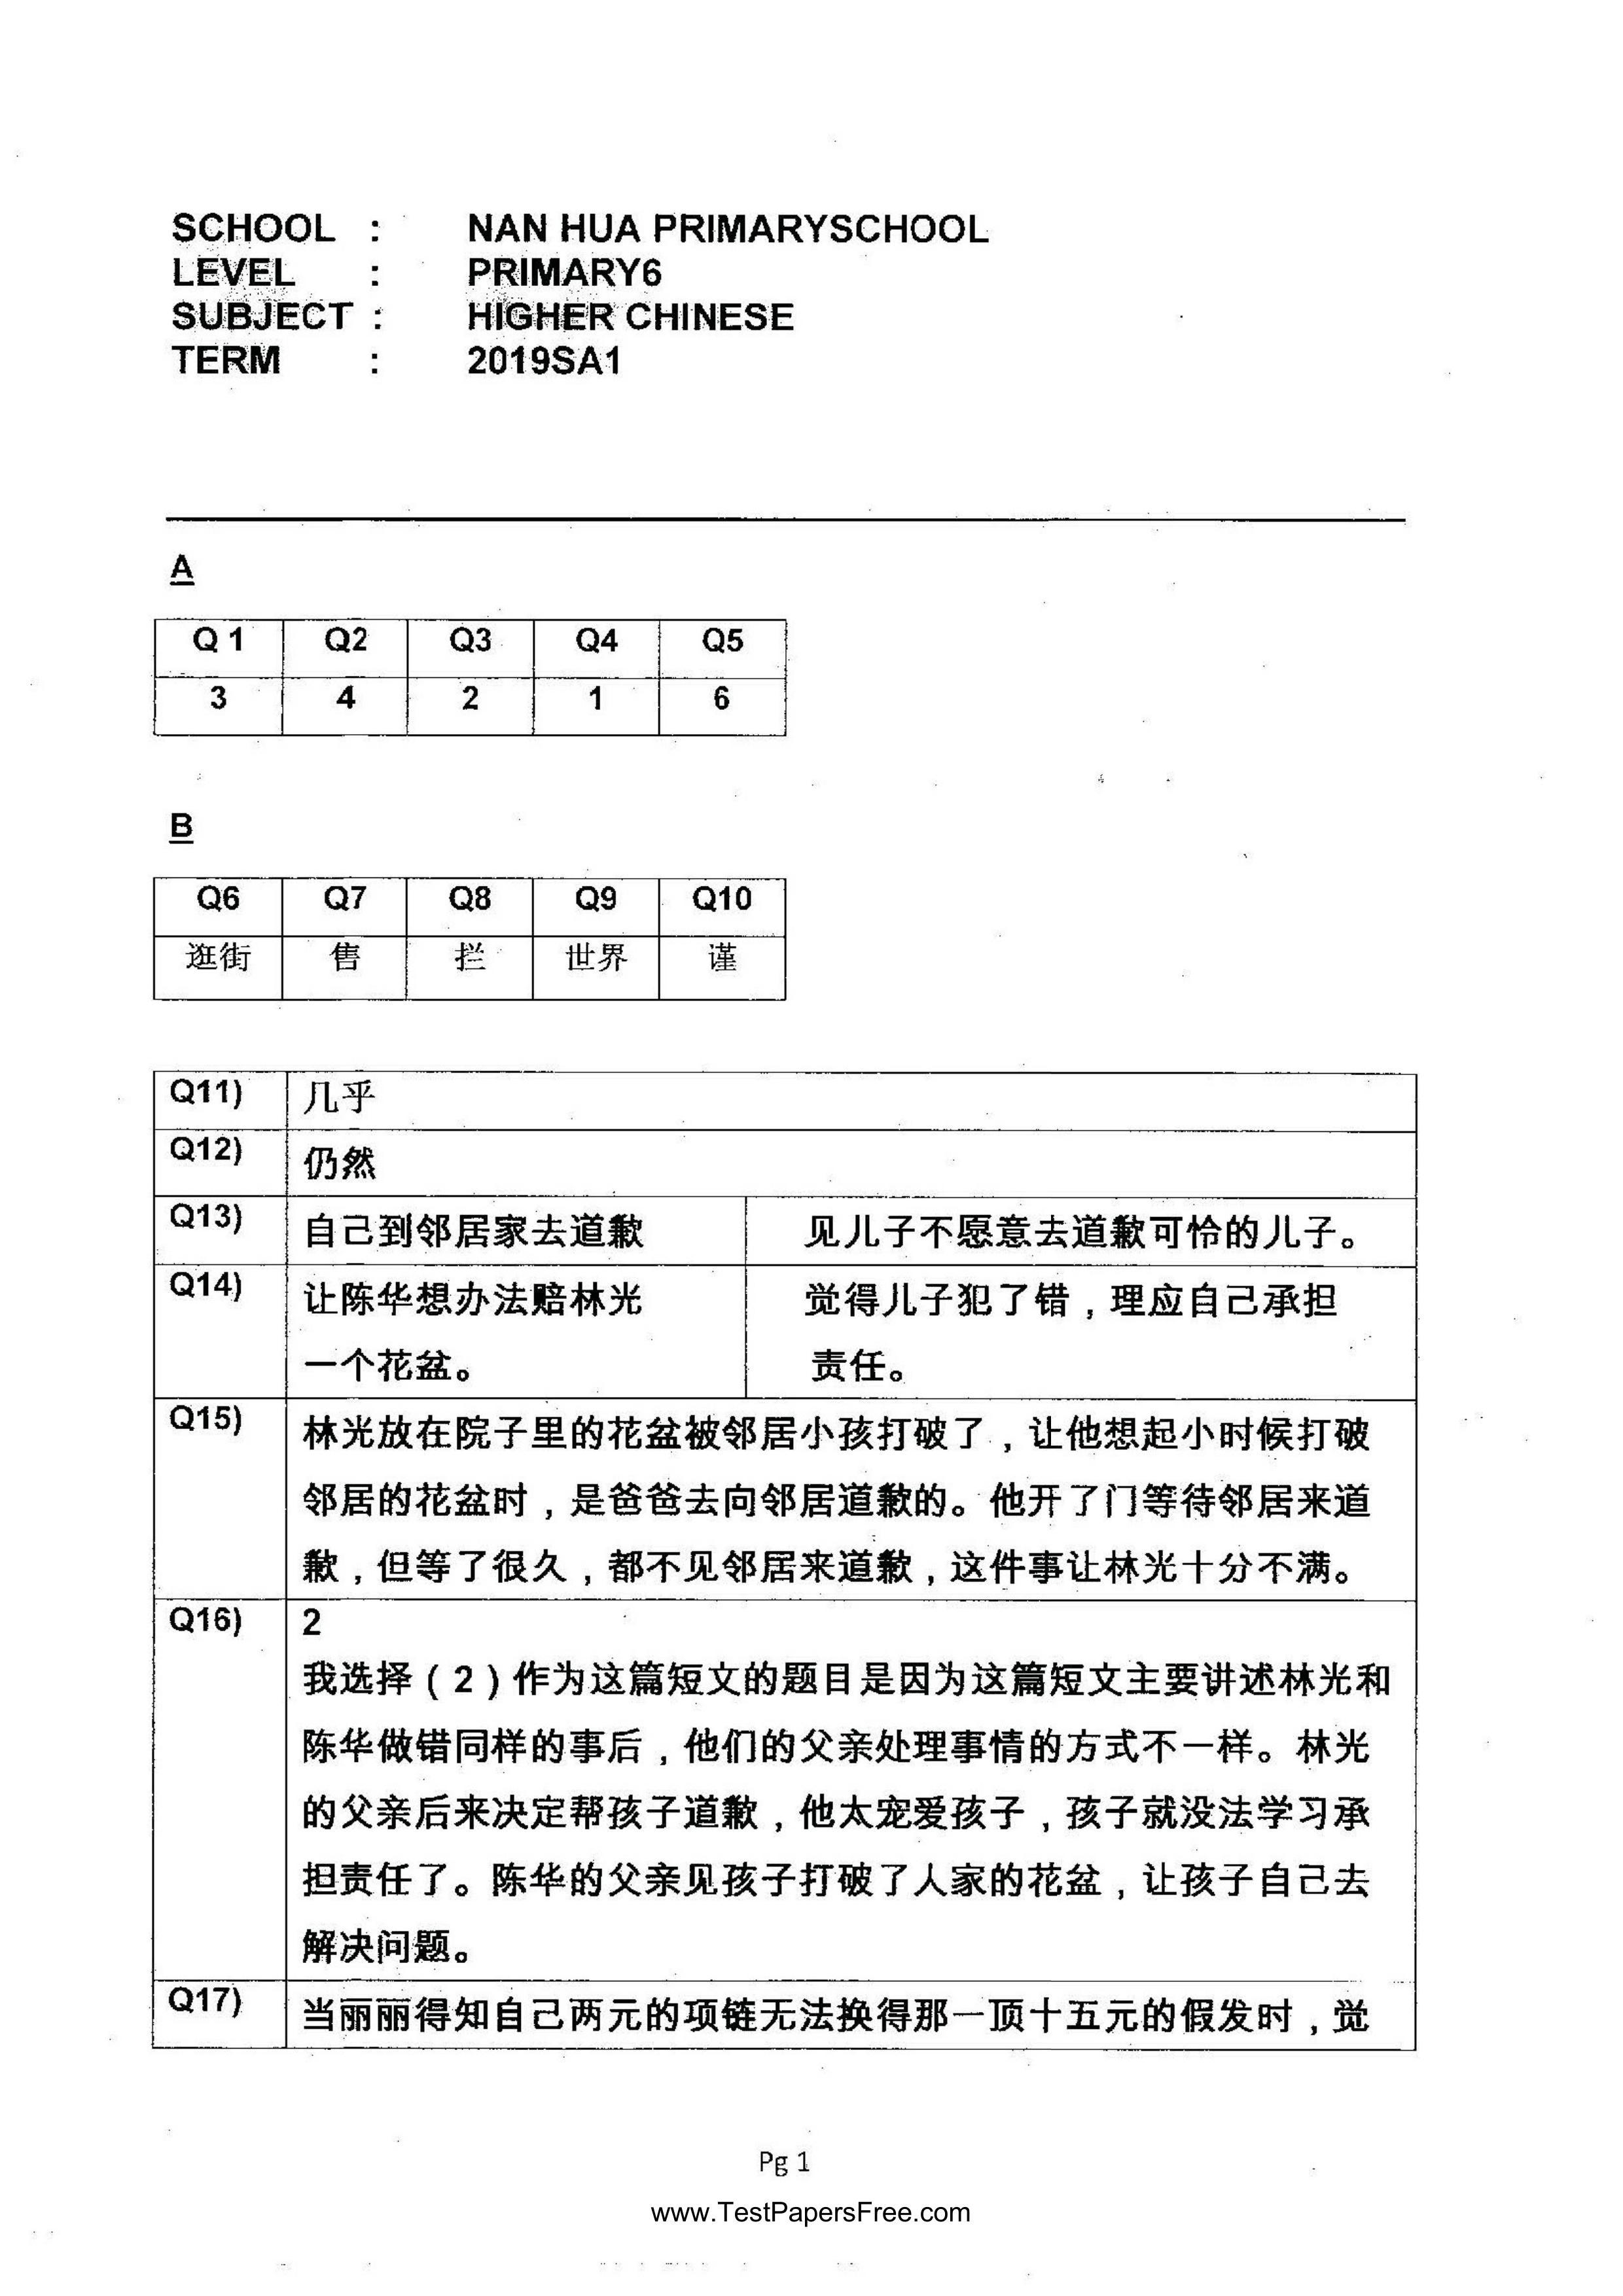 SCHOOL : NAN HUA PRIMARYSCHOOL
LEVEL : PRIMARY6
SUBJECT : HIGHER CHINESE
TERM : 2019SA1
A
Q 1 Q2 Q3 Q4 Q5
3 4 2 1 6
B
Q6 Q7 Q8 Q9 Q10
逛街 售 拦 世界 谨
Q11) 几乎
Q12) 仍然
Q13) 自己到邻居家去道歉 见儿子不愿意去道歉可怜的儿子。
Q14) 让陈华想办法赔林光 觉得儿子犯了错，理应自己承担
一个花盆。 责任。
Q15) 林光放在院子里的花盆被邻居小孩打破了，让他想起小时候打破
邻居的花盆时，是爸爸去向邻居道歉的。他开了门等待邻居来道
歉，但等了很久，都不见邻居来道歉，这件事让林光十分不满。
Q16) 2
我选择（2）作为这篇短文的题目是因为这篇短文主要讲述林光和
陈华做错同样的事后，他们的父亲处理事情的方式不一样。林光
的父亲后来决定帮孩子道歉，他太宠爱孩子，孩子就没法学习承
担责任了。陈华的父亲见孩子打破了人家的花盆，让孩子自己去
解决问题。
Q17) 当丽丽得知自己两元的项链无法换得那一顶十五元的假发时，觉
Pg 1
www.TestPapersFree.com